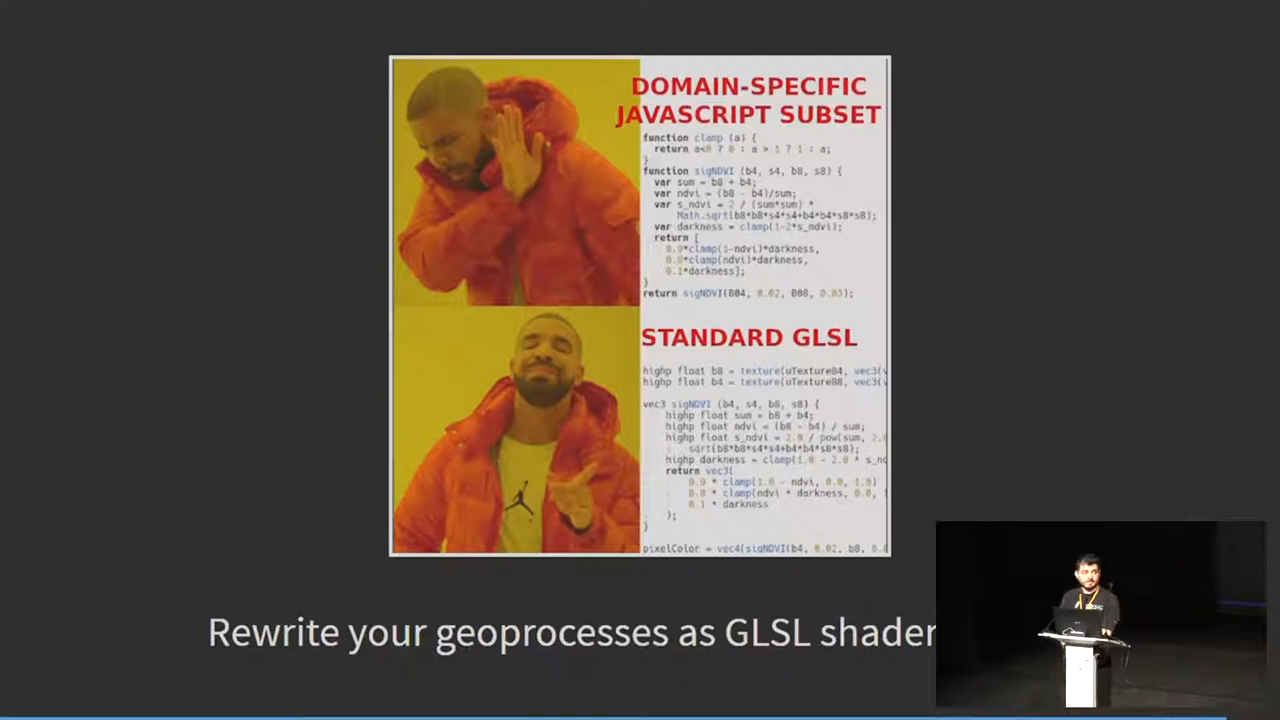 DOMAIN-SPECIFIC
JAVASCRIPT SUBSET
function clamp (a) {
return a<0 ? 0 : a > 1 ? 1 : a;
}
function sigNDVI (b4, s4, b8, s8) {
var sum = b8 + b4;
var ndvi = (b8 - b4)/sum;
var s_ndvi = 2 / (sum*sum) *
Math.sqrt(b8*b8*s4*s4+b4*b4*s8*s8);
var darkness = clamp(1-2*s_ndvi);
return [
0.9*clamp(1-ndvi)*darkness,
0.8*clamp(ndvi)*darkness,
0.1*darkness];
}
return sigNDVI(B04, 0.02, B08, 0.03);
STANDARD GLSL
highp float b8 = texture(uTextureB4, vec3(v
highp float b4 = texture(uTextureB8, vec3(v
vec3 sigNDVI (b4, s4, b8, s8) {
highp float sum = b8 + b4;
highp float ndvi = (b8 - b4) / sum;
highp float s_ndvi = 2.0 / pow(sum, 2.
sqrt(b8*b8*s4*s4+b4*b4*s8*s8);
highp darkness = clamp(1.0 - 2.0 * s_nd
return vec3(
0.9 * clamp(1.0 - ndvi, 0.0, 1.0)
0.8 * clamp(ndvi * darkness, 0.0,
0.1 * darkness
);
}
pixelColor = vec4(sigNDVI(b4, 0.02, b8, 0.0
Rewrite your geoprocesses as GLSL shader